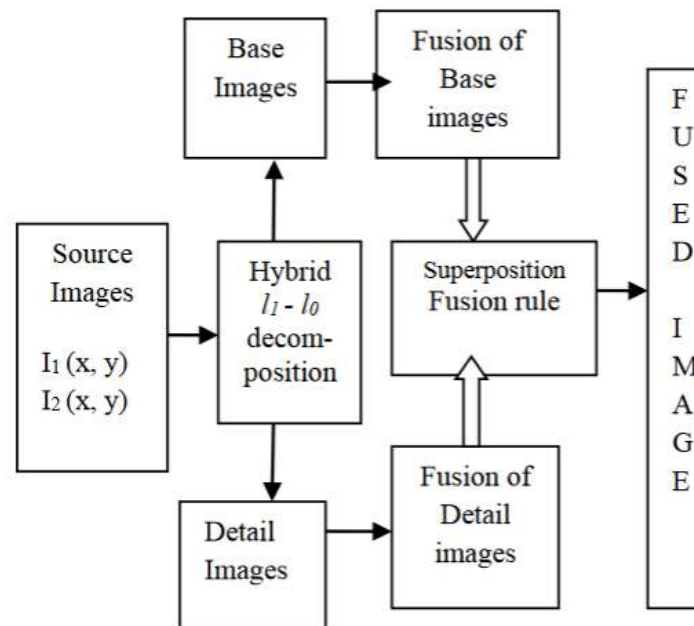 Base
Images
Fusion of
Base
images
Source
Images
I₁ (x, y)
I₂ (x, y)
Hybrid
l₁ - l₀
decom-
position
Superposition
Fusion rule
Detail
Images
Fusion of
Detail
images
F
U
S
E
D
I
M
A
G
E